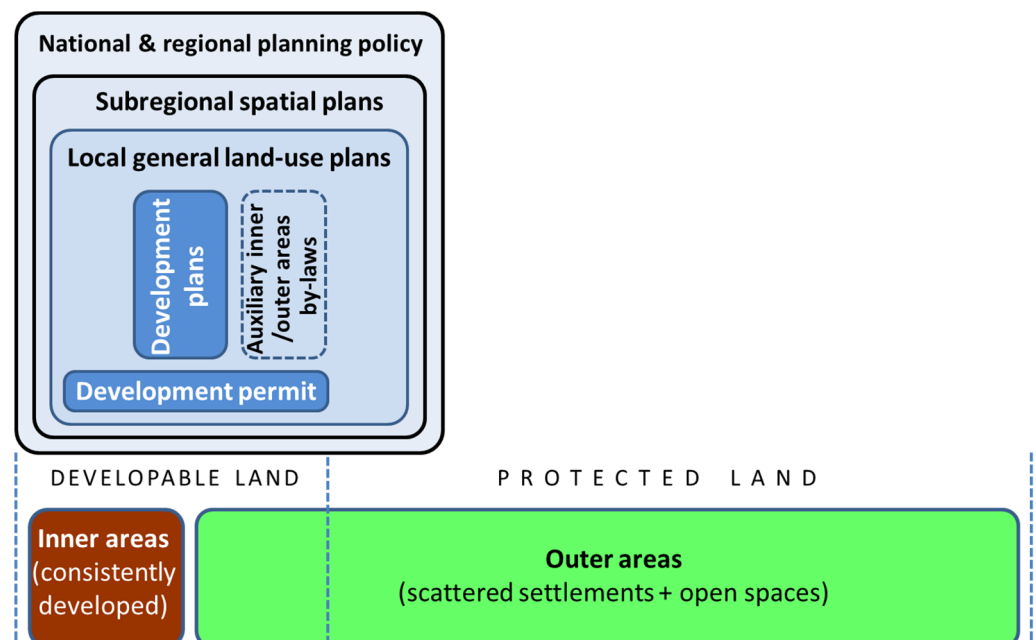 National & regional planning policy
Subregional spatial plans
Local general land-use plans
Development
plans
Auxiliary inner
/outer areas
by-laws
Development permit
DEVELOPABLE LAND
PROTECTED LAND
Inner areas
(consistently
developed)
Outer areas
(scattered settlements + open spaces)